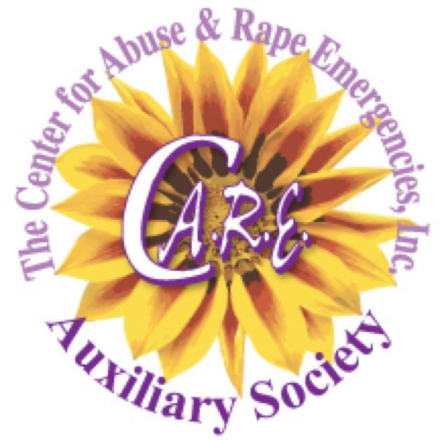 The Center for Abuse & Rape Emergencies, Inc.
C.A.R.E.
Auxiliary Society